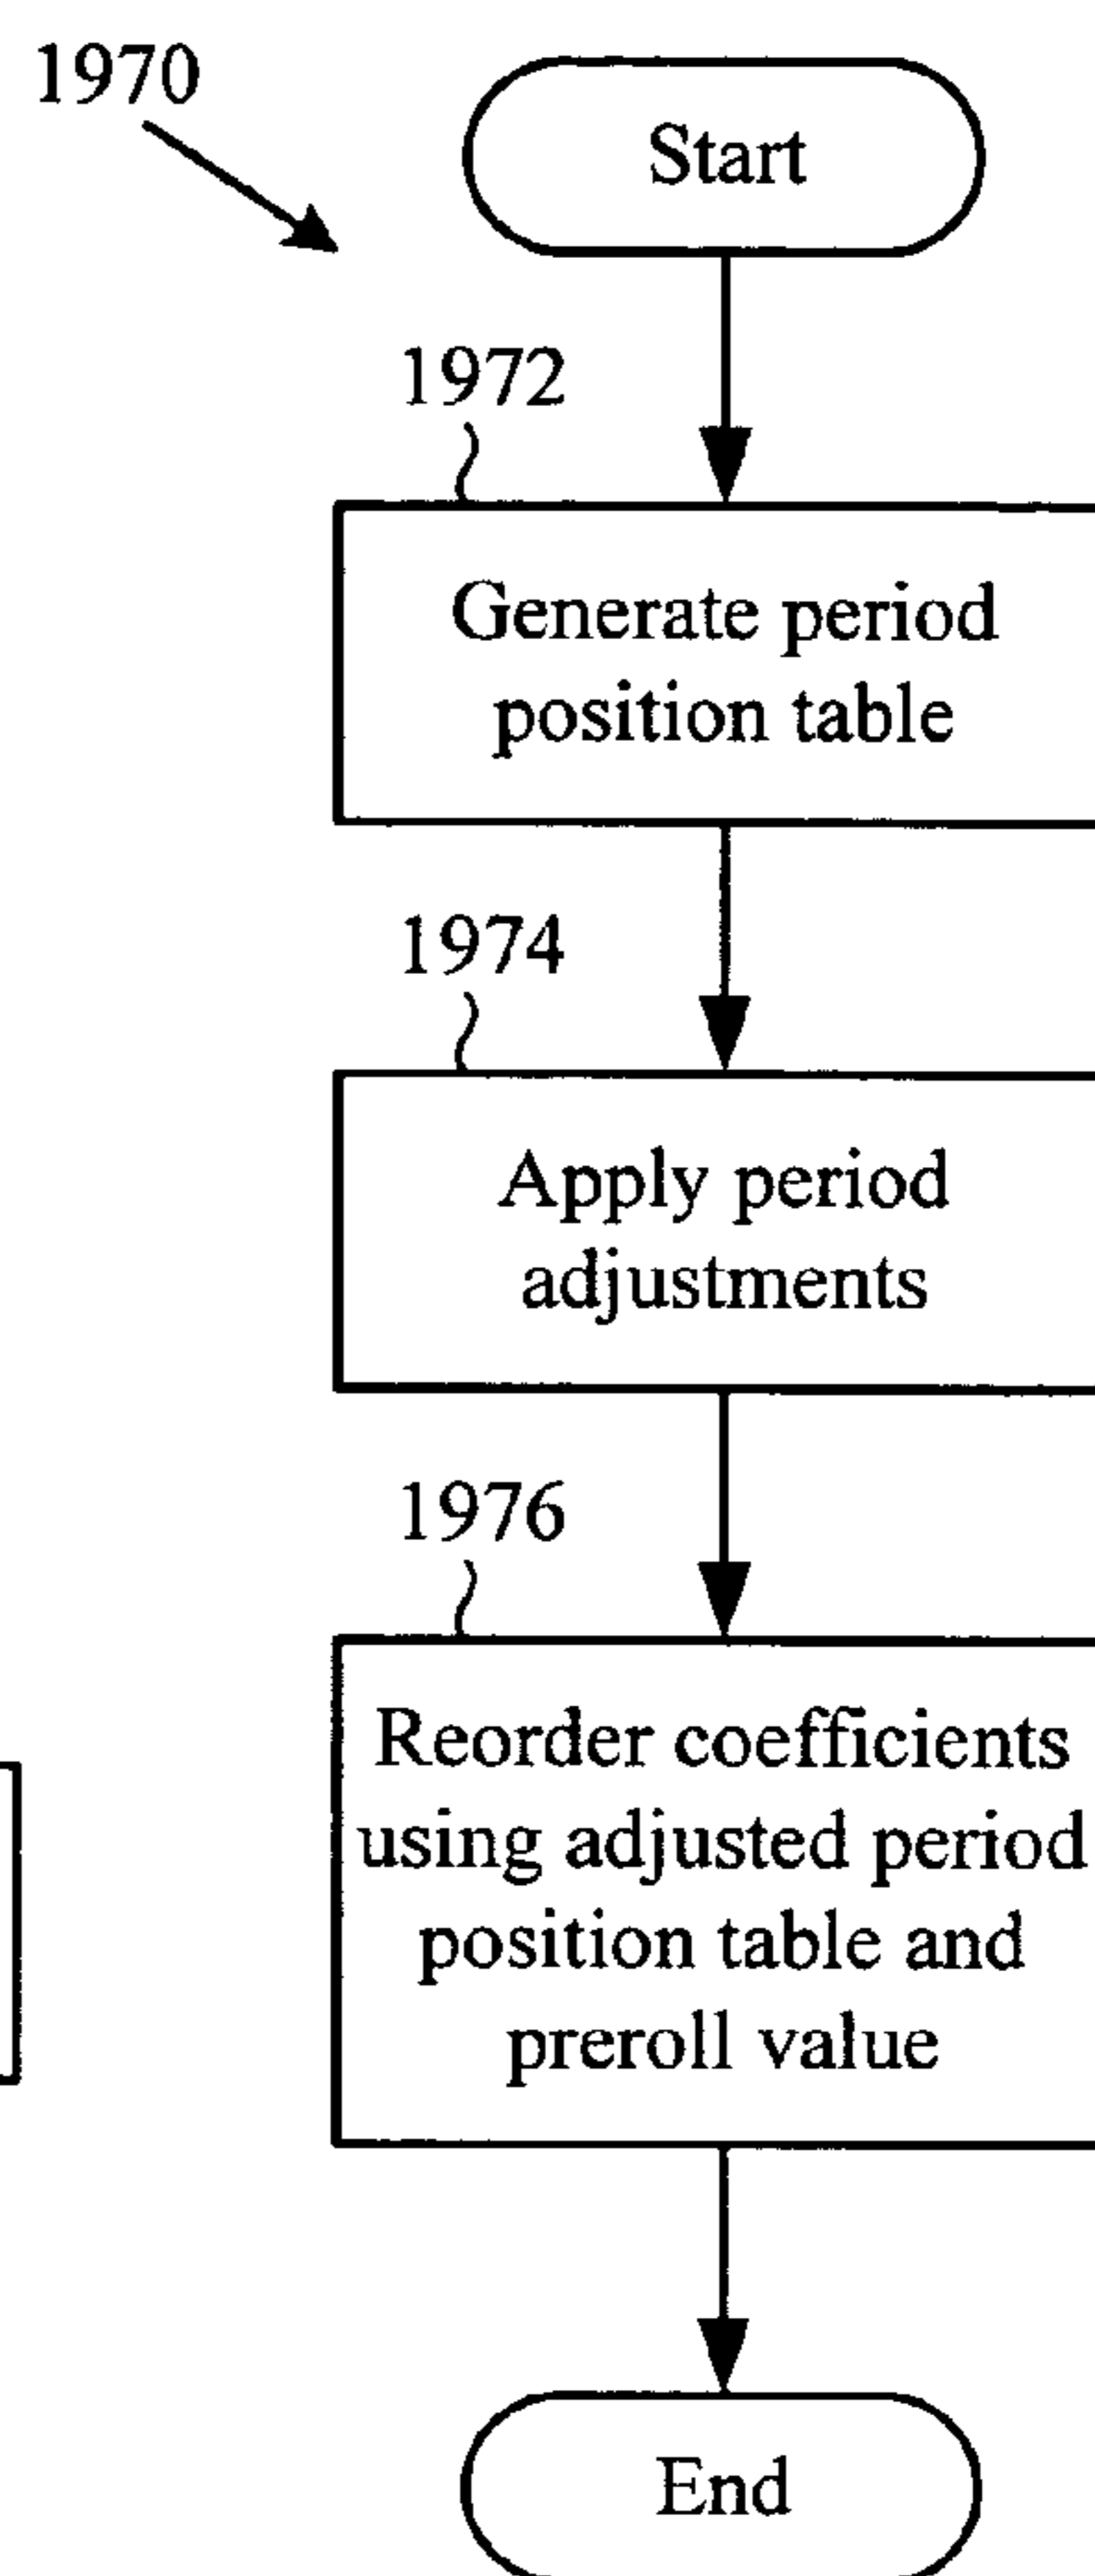 1970
Start
1972
Generate period
position table
1974
Apply period
adjustments
1976
Reorder coefficients
using adjusted period
position table and
preroll value
End